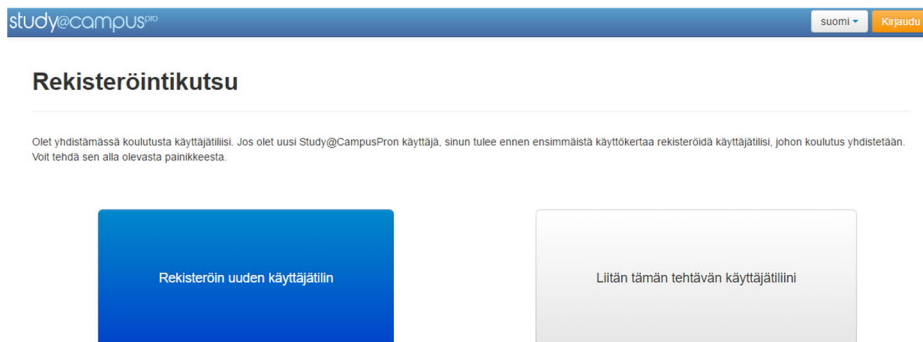 study@campuspro
suomi
Kirjaudu
Rekisteröintikutsu
Olet yhdistämässä koulutusta käyttäjätiliisi. Jos olet uusi Study@CampusPron käyttäjä, sinun tulee ennen ensimmäistä käyttökertaa rekisteröidä käyttäjätilisi, johon koulutus yhdistetään.
Voit tehdä sen alla olevasta painikkeesta.
Rekisteröin uuden käyttäjätilin
Liitän tämän tehtävän käyttäjätiliini